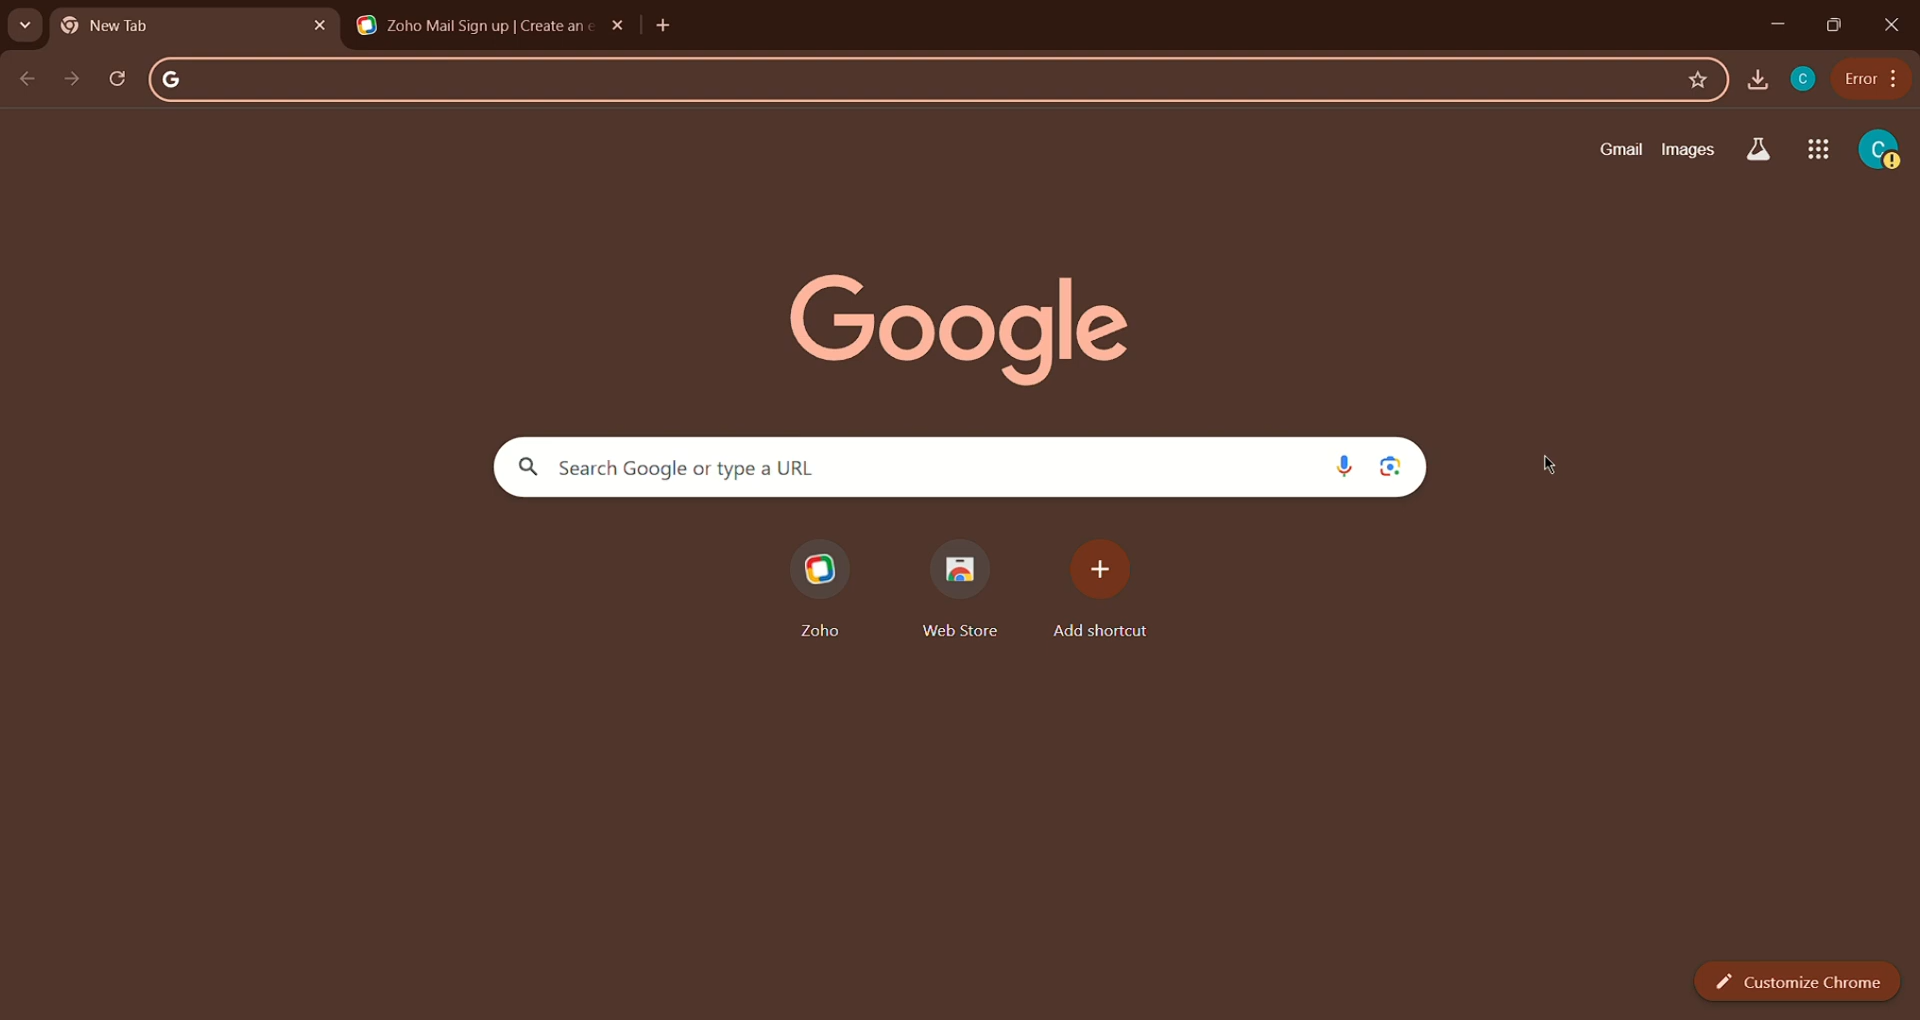 New Tab
Zoho Mail Sign up | Create an e
Error
Gmail Images
C
Google
Search Google or type a URL
Zoho Web Store Add shortcut
Customize Chrome